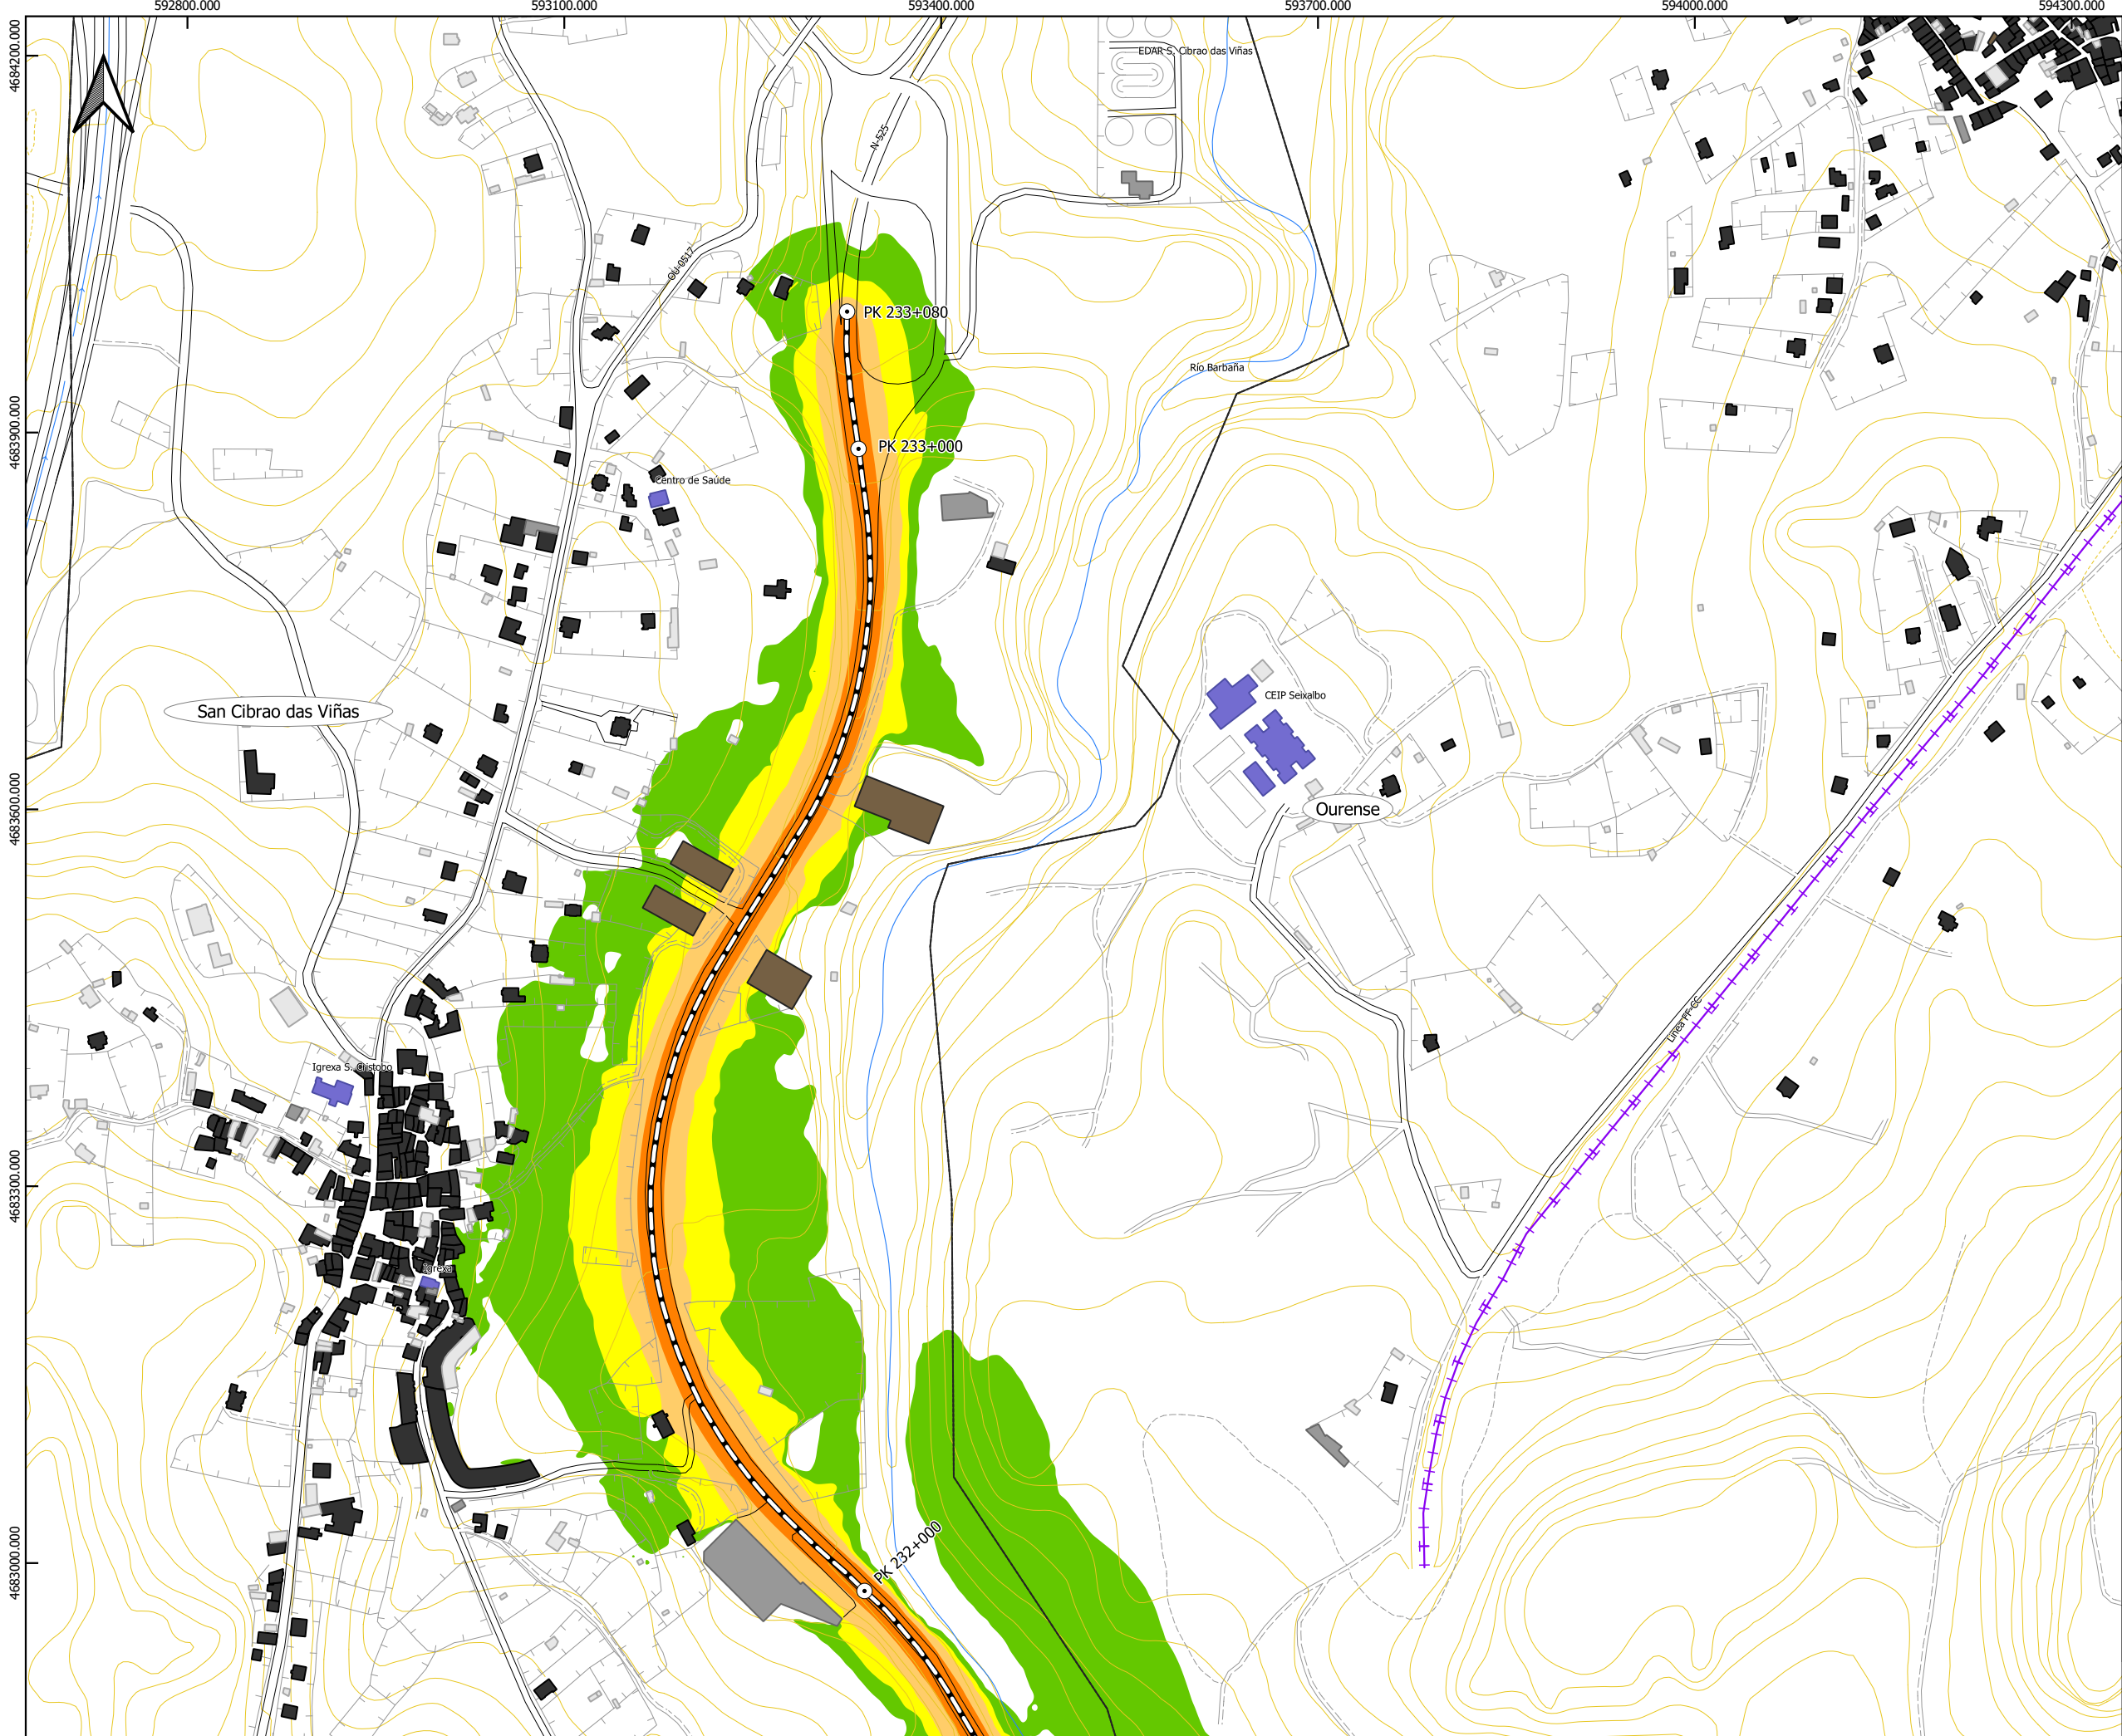 592800.000
593100.000
593400.000
593700.000
594000.000
594300.000
4684200.000
EDAR S. Cibrao das Viñas
N-525
OU-0517
PK 233+080
Río Barbaña
4683900.000
PK 233+000
Centro de Saúde
CEIP Seixalbo
San Cibrao das Viñas
4683600.000
Ourense
Línea FF-CC
Igrexa S. Cristobo
4683300.000
Igrexa
4683000.000
PK 232+000